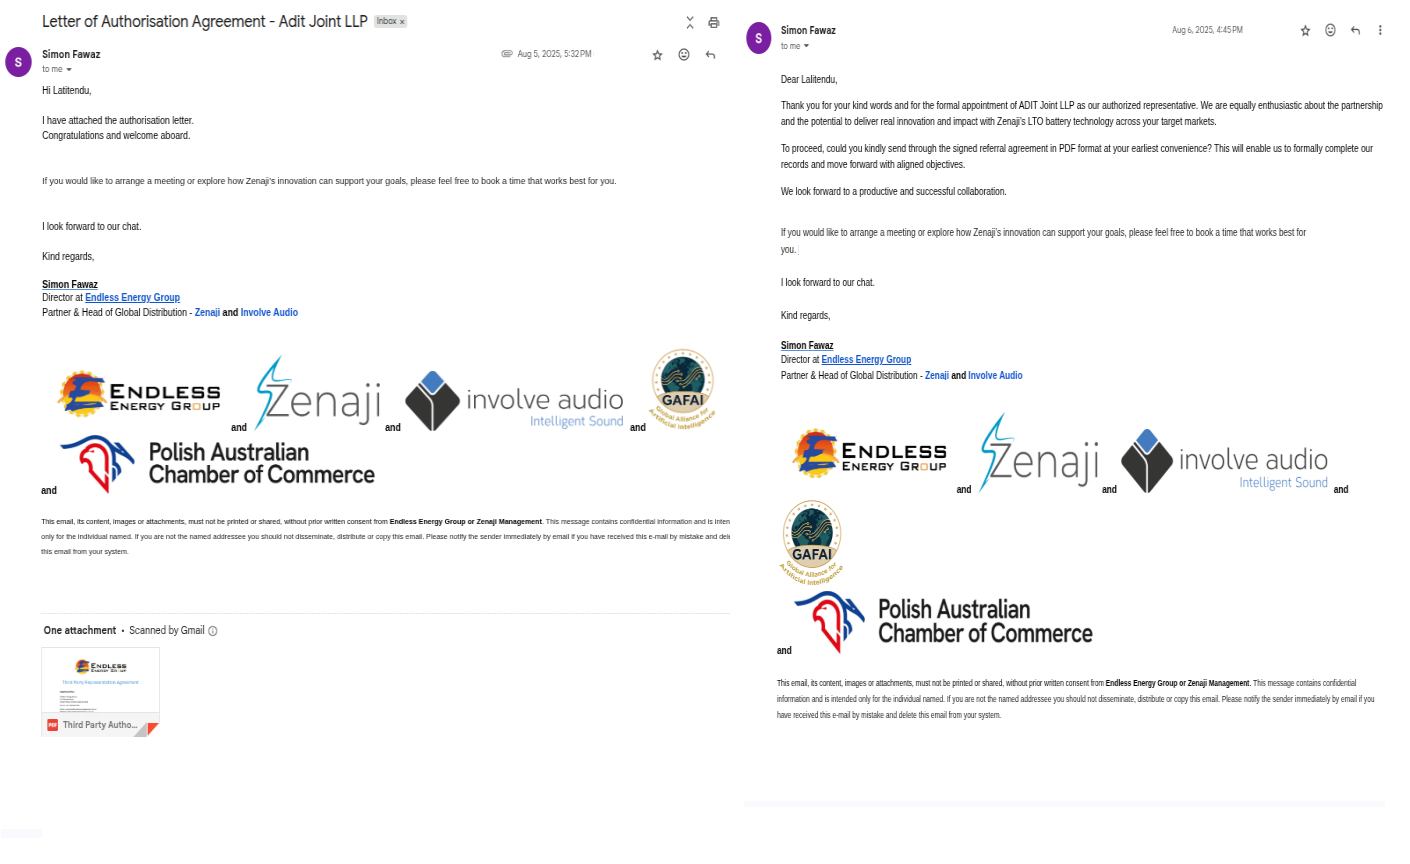 Letter of Authorisation Agreement - Adit Joint LLP Inbox x
S
Simon Fawaz
Aug 5, 2025, 5:32 PM
to me
Hi Latitendu,
I have attached the authorisation letter.
Congratulations and welcome aboard.
If you would like to arrange a meeting or explore how Zenaji's innovation can support your goals, please feel free to book a time that works best for you.
I look forward to our chat.
Kind regards,
Simon Fawaz
Director at Endless Energy Group
Partner & Head of Global Distribution - Zenaji and Involve Audio
ENDLESS
ENERGY GROUP
and
Zenaji
and
involve audio
Intelligent Sound
and
GAFAI
Global Alliance for
Artificial Intelligence
and
Polish Australian
Chamber of Commerce
This email, its content, images or attachments, must not be printed or shared, without prior written consent from Endless Energy Group or Zenaji Management. This message contains confidential information and is inten
only for the individual named. If you are not the named addressee you should not disseminate, distribute or copy this email. Please notify the sender immediately by email if you have received this e-mail by mistake and dele
this email from your system.
One attachment • Scanned by Gmail
ENDLESS
ENERGY GROUP
Third Party Representation Agreement
PDF Third Party Autho...
S
Simon Fawaz
Aug 6, 2025, 4:45 PM
to me
Dear Lalitendu,
Thank you for your kind words and for the formal appointment of ADIT Joint LLP as our authorized representative. We are equally enthusiastic about the partnership
and the potential to deliver real innovation and impact with Zenaji's LTO battery technology across your target markets.
To proceed, could you kindly send through the signed referral agreement in PDF format at your earliest convenience? This will enable us to formally complete our
records and move forward with aligned objectives.
We look forward to a productive and successful collaboration.
If you would like to arrange a meeting or explore how Zenaji's innovation can support your goals, please feel free to book a time that works best for
you.
I look forward to our chat.
Kind regards,
Simon Fawaz
Director at Endless Energy Group
Partner & Head of Global Distribution - Zenaji and Involve Audio
ENDLESS
ENERGY GROUP
and
Zenaji
and
involve audio
Intelligent Sound
and
GAFAI
Global Alliance for
Artificial Intelligence
and
Polish Australian
Chamber of Commerce
This email, its content, images or attachments, must not be printed or shared, without prior written consent from Endless Energy Group or Zenaji Management. This message contains confidential
information and is intended only for the individual named. If you are not the named addressee you should not disseminate, distribute or copy this email. Please notify the sender immediately by email if you
have received this e-mail by mistake and delete this email from your system.